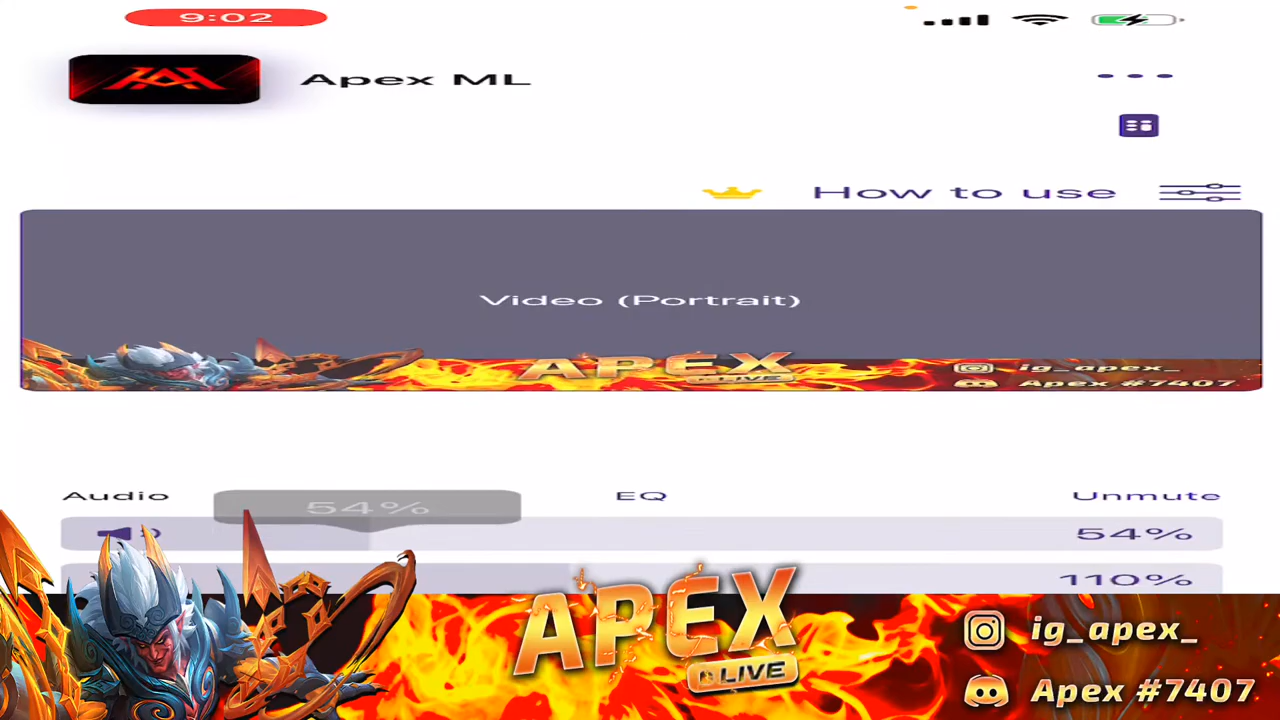 9:02
Apex ML
How to use
Video (Portrait)
APEX
LIVE
ig_apex_
Apex #7407
Audio
54%
EQ
Unmute
54%
110%
APEX
LIVE
ig_apex_
Apex #7407